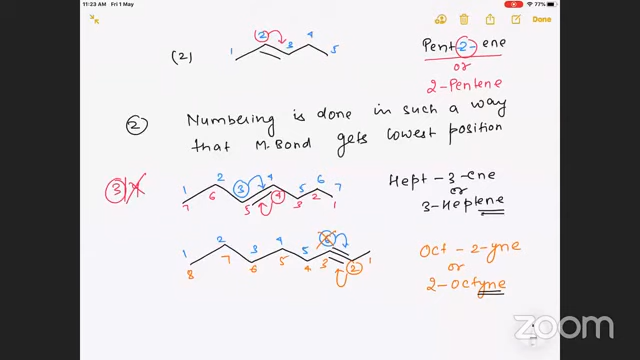 11:23 AM Fri 1 May
77%
Done
(2)
1 2 3 4 5
Pent-2-ene
or
2-Pentene
② Numbering is done in such a way
that M.Bond gets lowest position
3/4
1 2 3 4 5 6 7
7 6 5 4 3 2 1
Hept-3-ene
or
3-Heptene
1 2 3 4 5 6
8 7 6 5 4 3 2 1
Oct-2-yne
or
2-Octyne
zoom